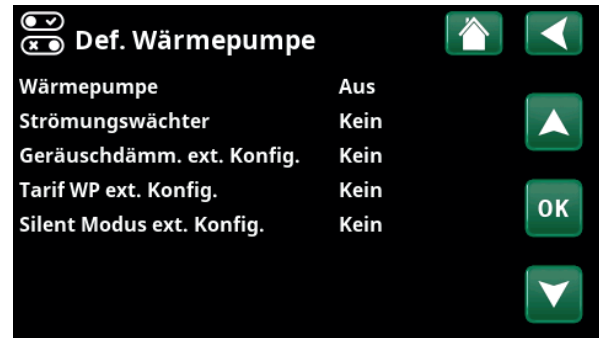 Def. Wärmepumpe
Wärmepumpe Aus
Strömungswächter Kein
Geräuschdämm. ext. Konfig. Kein
Tarif WP ext. Konfig. Kein
OK
Silent Modus ext. Konfig. Kein